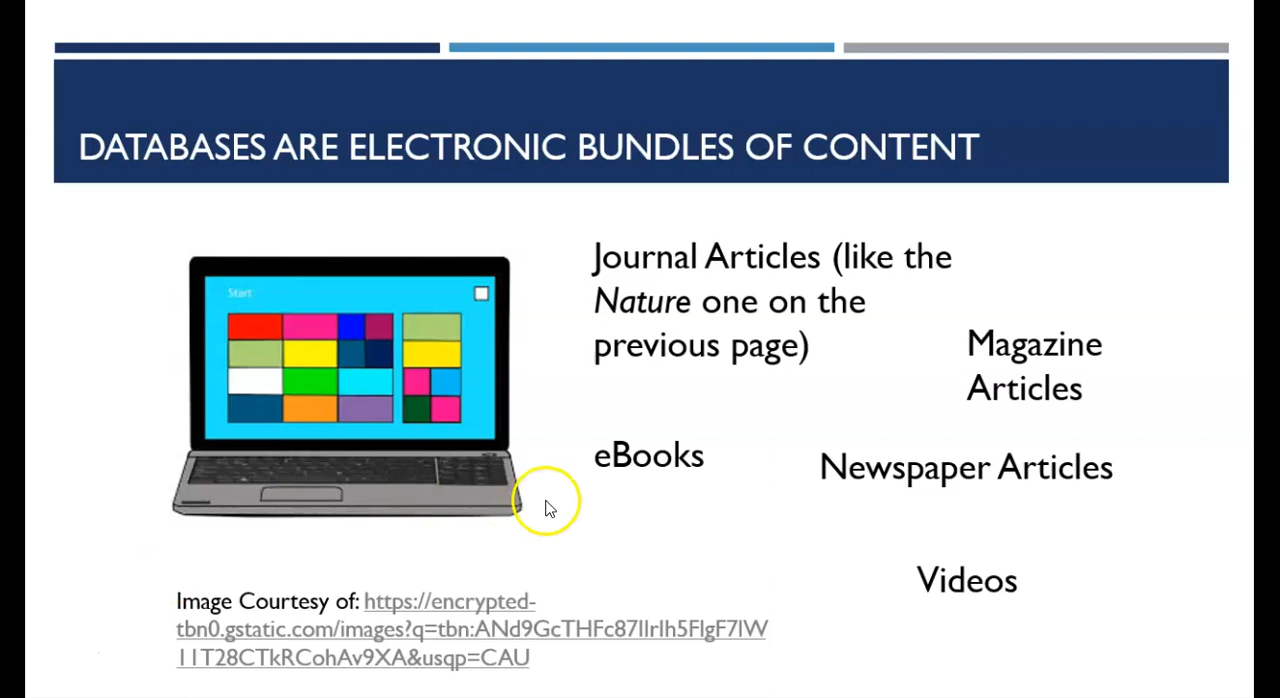 DATABASES ARE ELECTRONIC BUNDLES OF CONTENT
Start
Journal Articles (like the
Nature one on the
previous page)
Magazine
Articles
eBooks
Newspaper Articles
Videos
Image Courtesy of: https://encrypted-
tbn0.gstatic.com/images?q=tbn:ANd9GcTHFc87IlrIh5FlgF7lW
11T28CTkRCohAv9XA&usqp=CAU